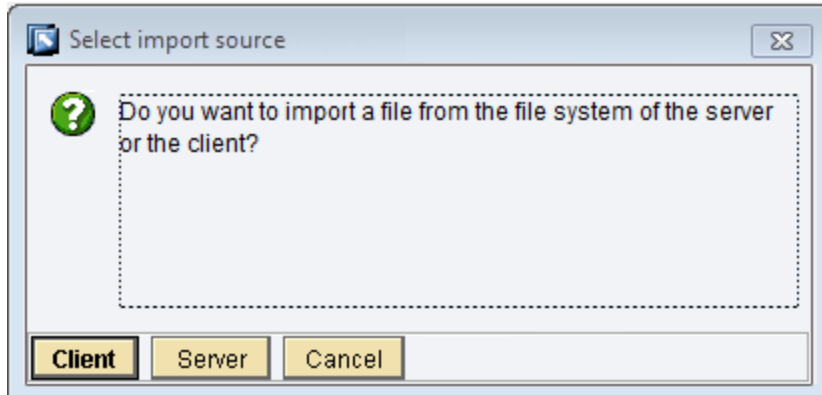 Select import source
Do you want to import a file from the file system of the server
or the client?
Client Server Cancel